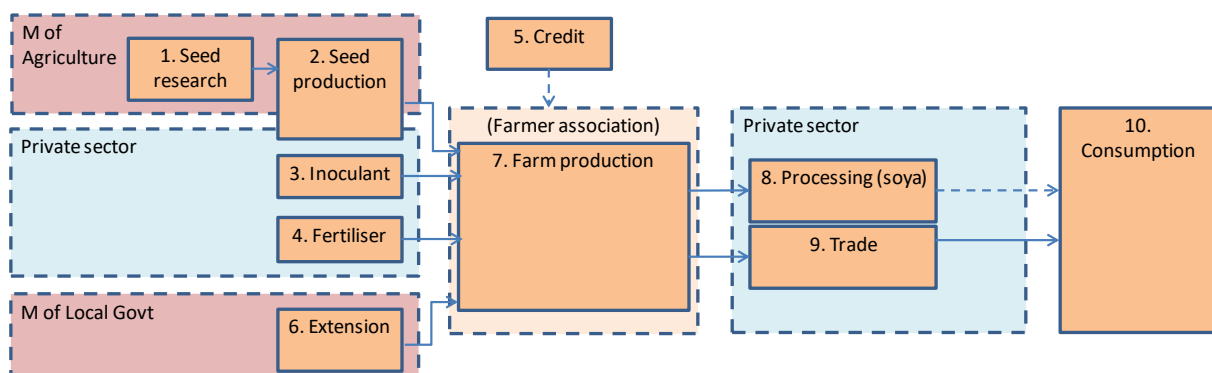 M of
Agriculture
1. Seed
research
2. Seed
production
5. Credit
Private sector
3. Inoculant
4. Fertiliser
M of Local Govt
6. Extension
(Farmer association)
7. Farm production
Private sector
8. Processing (soya)
9. Trade
10.
Consumption